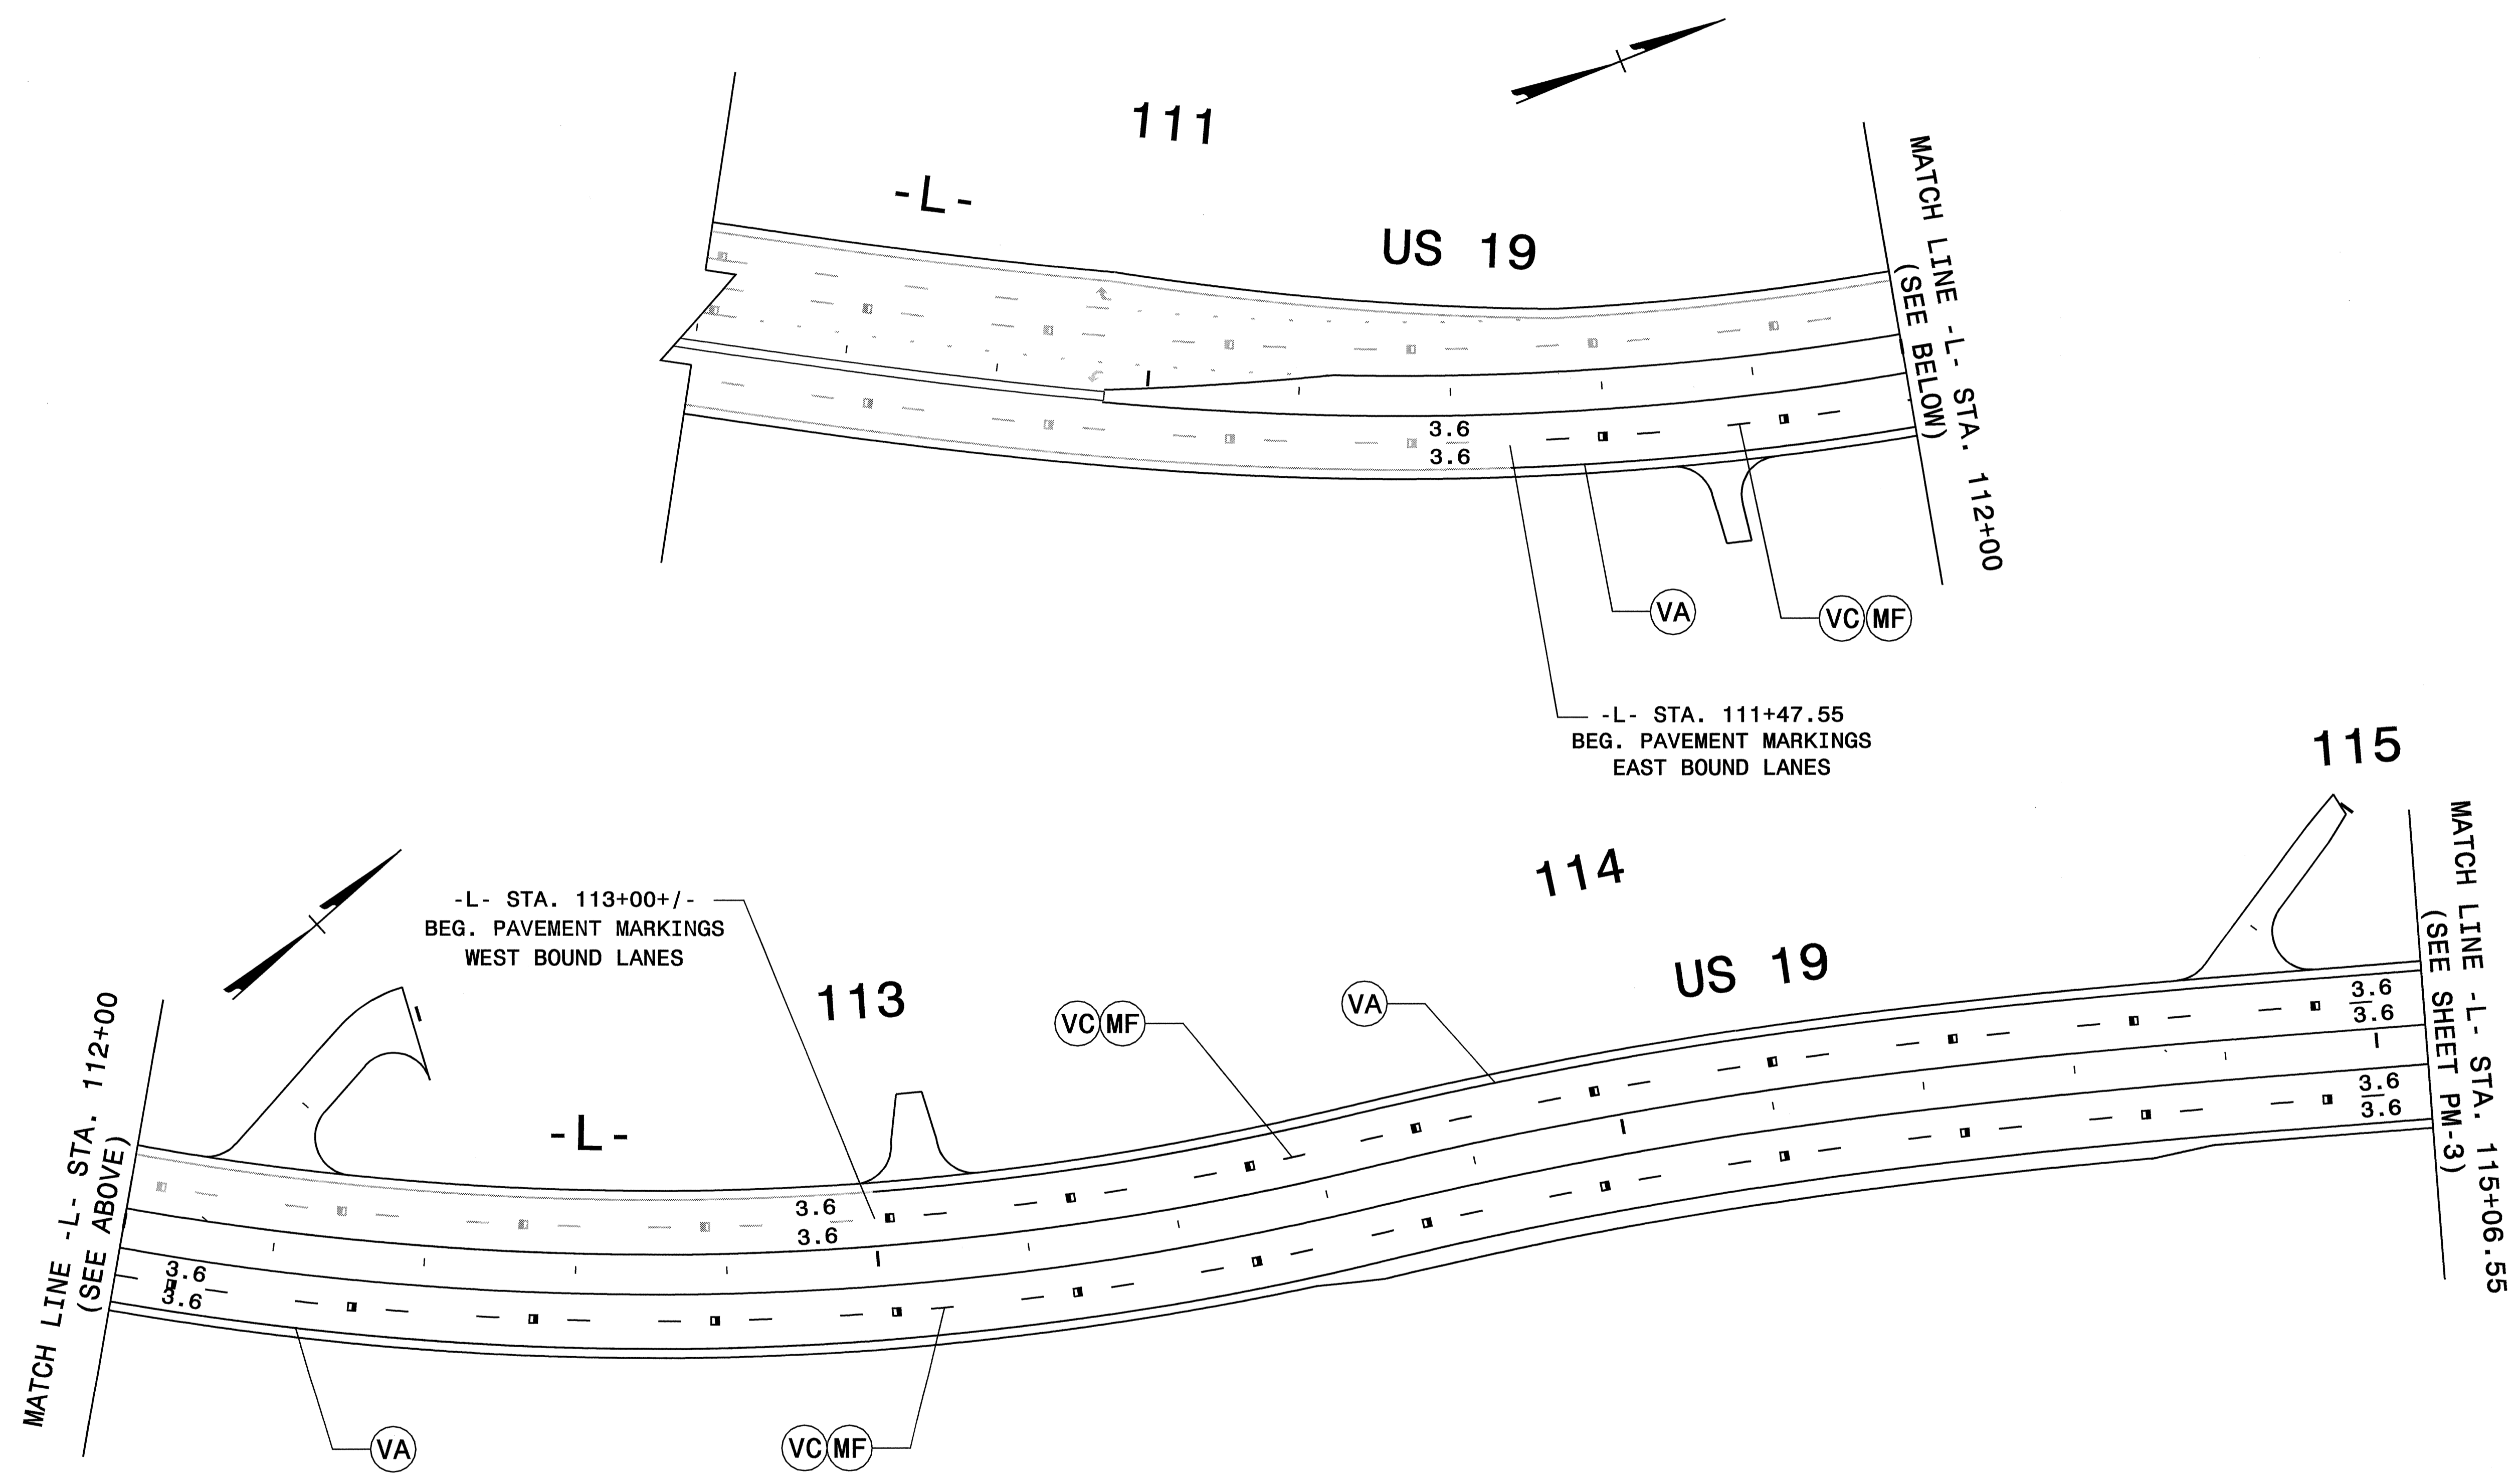 111
-L-
US 19
MATCH LINE -L- STA. 112+00
(SEE BELOW)
3.6
3.6
VA
VC MF
-L- STA. 111+47.55
BEG. PAVEMENT MARKINGS
EAST BOUND LANES
115
114
-L- STA. 113+00+/-
BEG. PAVEMENT MARKINGS
WEST BOUND LANES
113
US 19
VC MF
VA
MATCH LINE -L- STA. 112+00
(SEE ABOVE)
-L-
3.6
3.6
3.6
3.6
3.6
3.6
3.6
3.6
MATCH LINE -L- STA. 115+06.55
(SEE SHEET PM-3)
VA
VC MF